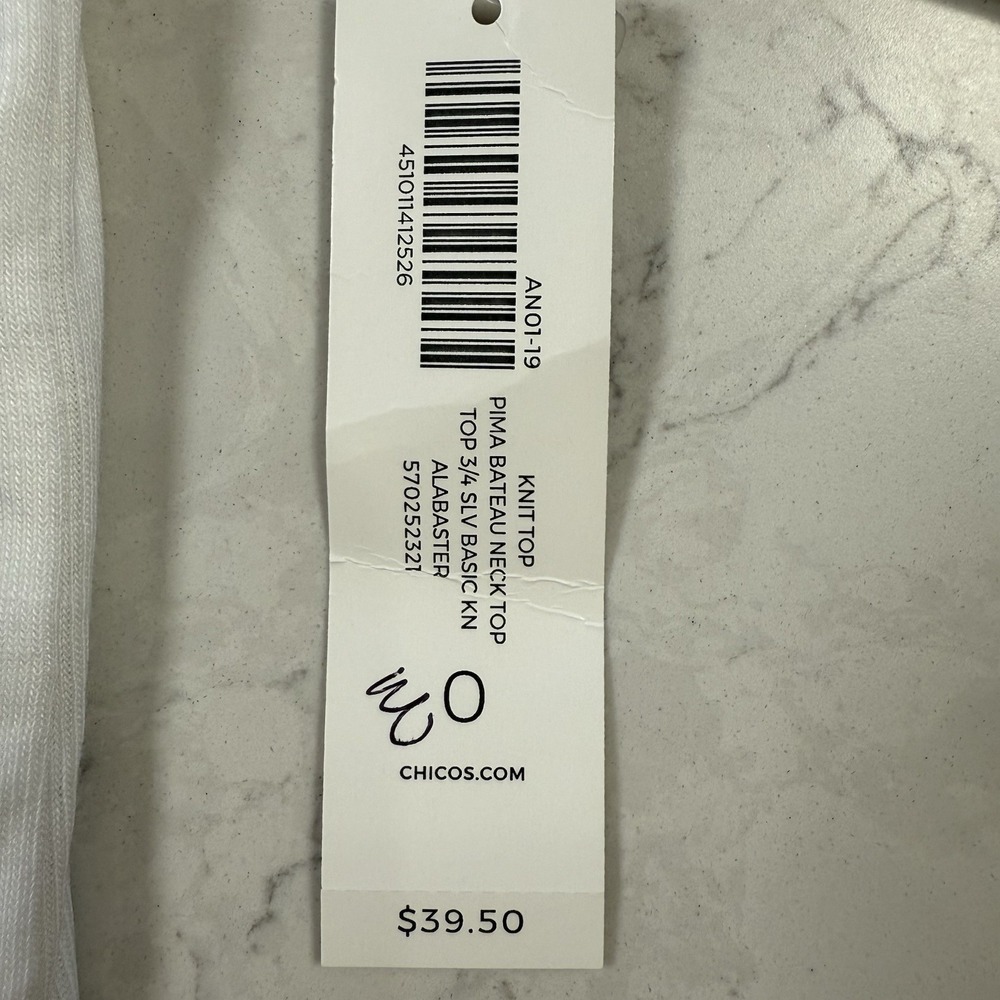 451011412526
AN01-19
KNIT TOP
PIMA BATEAU NECK TOP
TOP 3/4 SLV BASIC KN
ALABASTER
570252321
0
CHICOS.COM
$39.50